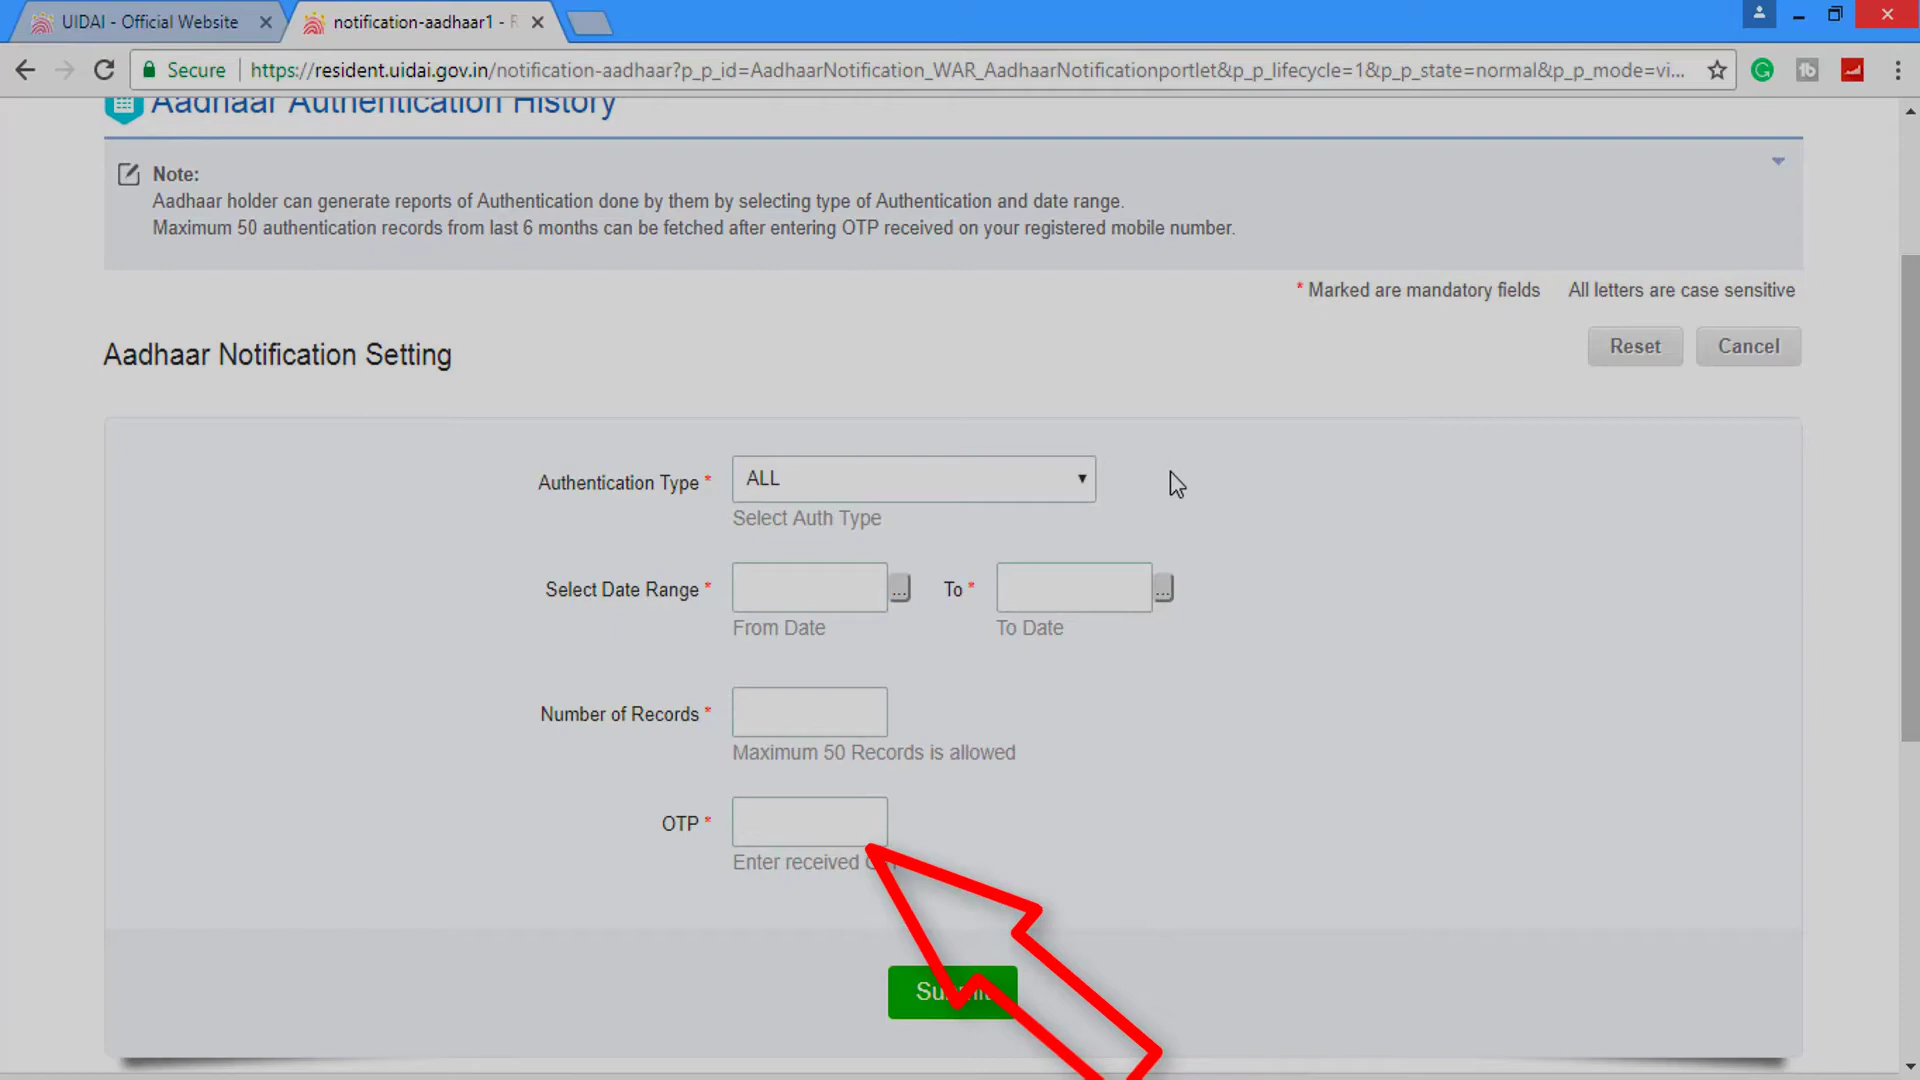 UIDAI - Official Website
notification-aadhaar1 - R
Secure https://resident.uidai.gov.in/notification-aadhaar?p_p_id=AadhaarNotification_WAR_AadhaarNotificationportlet&p_p_lifecycle=1&p_p_state=normal&p_p_mode=vi...
Aadhaar Authentication History
Note:
Aadhaar holder can generate reports of Authentication done by them by selecting type of Authentication and date range.
Maximum 50 authentication records from last 6 months can be fetched after entering OTP received on your registered mobile number.
* Marked are mandatory fields All letters are case sensitive
Aadhaar Notification Setting
Reset Cancel
Authentication Type * ALL
Select Auth Type
Select Date Range * ... To * ...
From Date To Date
Number of Records *
Maximum 50 Records is allowed
OTP *
Enter received
Submit